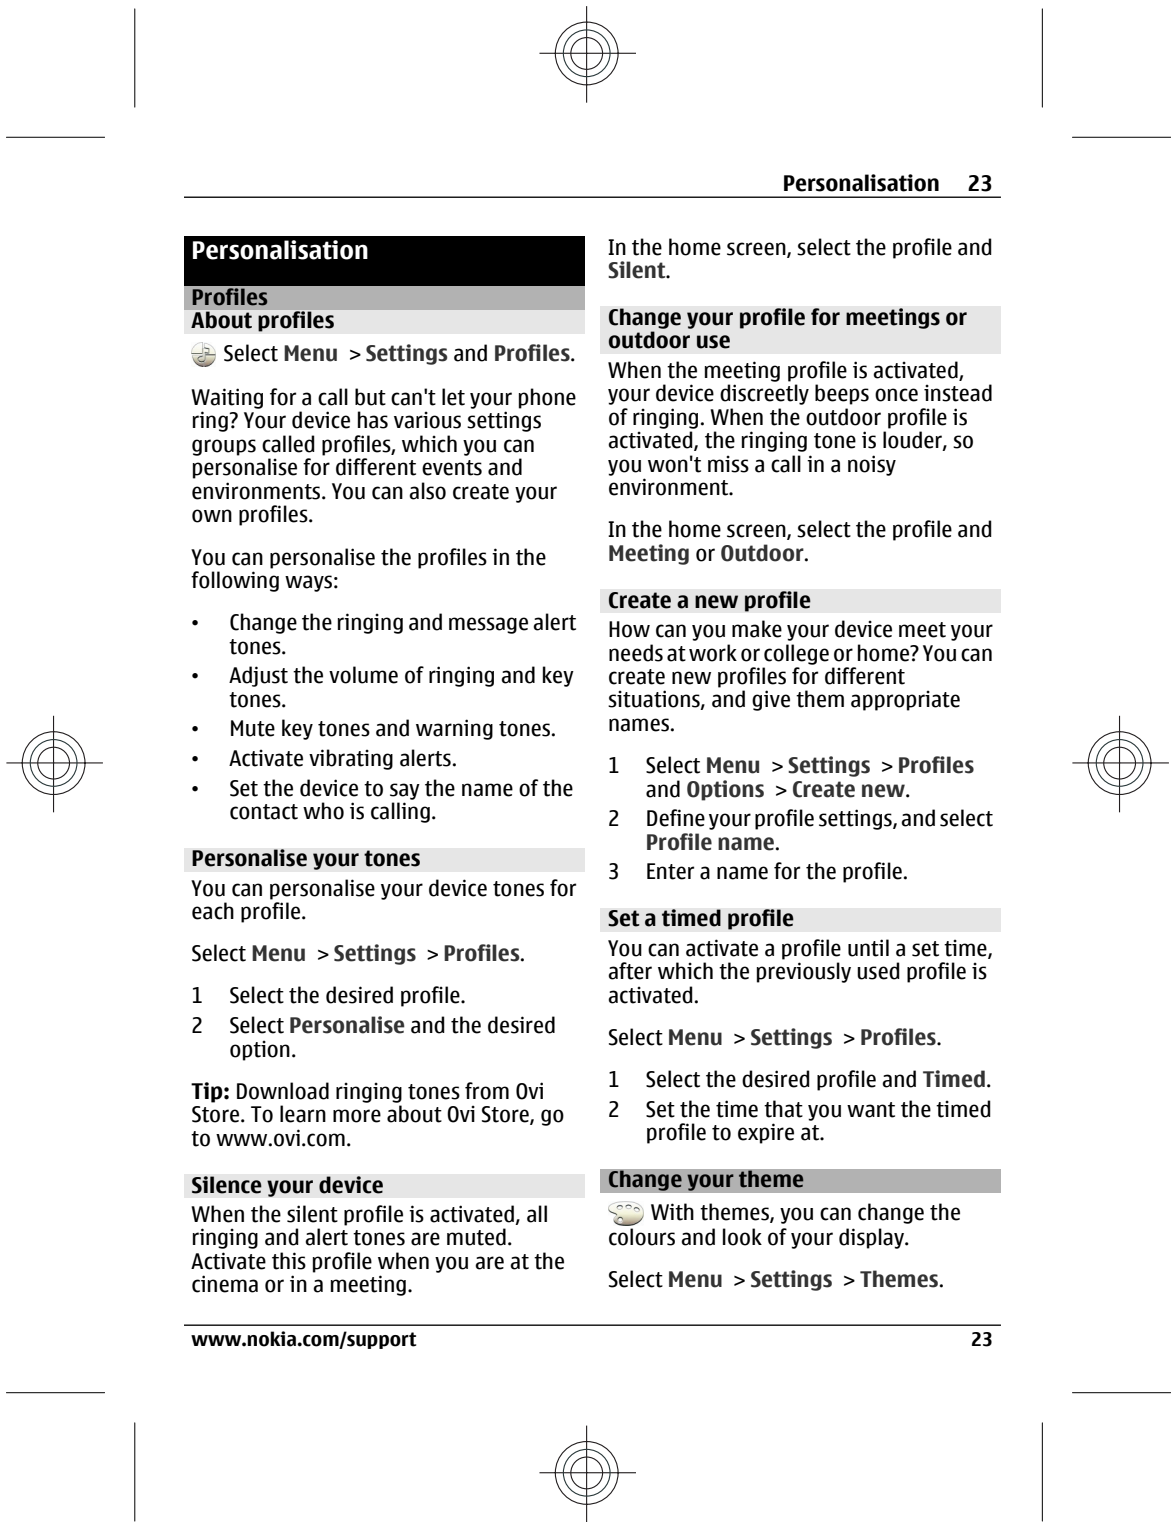 Personalisation 23
Personalisation
Profiles
About profiles
Select Menu > Settings and Profiles.
Waiting for a call but can't let your phone
ring? Your device has various settings
groups called profiles, which you can
personalise for different events and
environments. You can also create your
own profiles.
You can personalise the profiles in the
following ways:
• Change the ringing and message alert
tones.
• Adjust the volume of ringing and key
tones.
• Mute key tones and warning tones.
• Activate vibrating alerts.
• Set the device to say the name of the
contact who is calling.
Personalise your tones
You can personalise your device tones for
each profile.
Select Menu > Settings > Profiles.
1 Select the desired profile.
2 Select Personalise and the desired
option.
Tip: Download ringing tones from Ovi
Store. To learn more about Ovi Store, go
to www.ovi.com.
Silence your device
When the silent profile is activated, all
ringing and alert tones are muted.
Activate this profile when you are at the
cinema or in a meeting.
In the home screen, select the profile and
Silent.
Change your profile for meetings or
outdoor use
When the meeting profile is activated,
your device discreetly beeps once instead
of ringing. When the outdoor profile is
activated, the ringing tone is louder, so
you won't miss a call in a noisy
environment.
In the home screen, select the profile and
Meeting or Outdoor.
Create a new profile
How can you make your device meet your
needs at work or college or home? You can
create new profiles for different
situations, and give them appropriate
names.
1 Select Menu > Settings > Profiles
and Options > Create new.
2 Define your profile settings, and select
Profile name.
3 Enter a name for the profile.
Set a timed profile
You can activate a profile until a set time,
after which the previously used profile is
activated.
Select Menu > Settings > Profiles.
1 Select the desired profile and Timed.
2 Set the time that you want the timed
profile to expire at.
Change your theme
With themes, you can change the
colours and look of your display.
Select Menu > Settings > Themes.
www.nokia.com/support 23